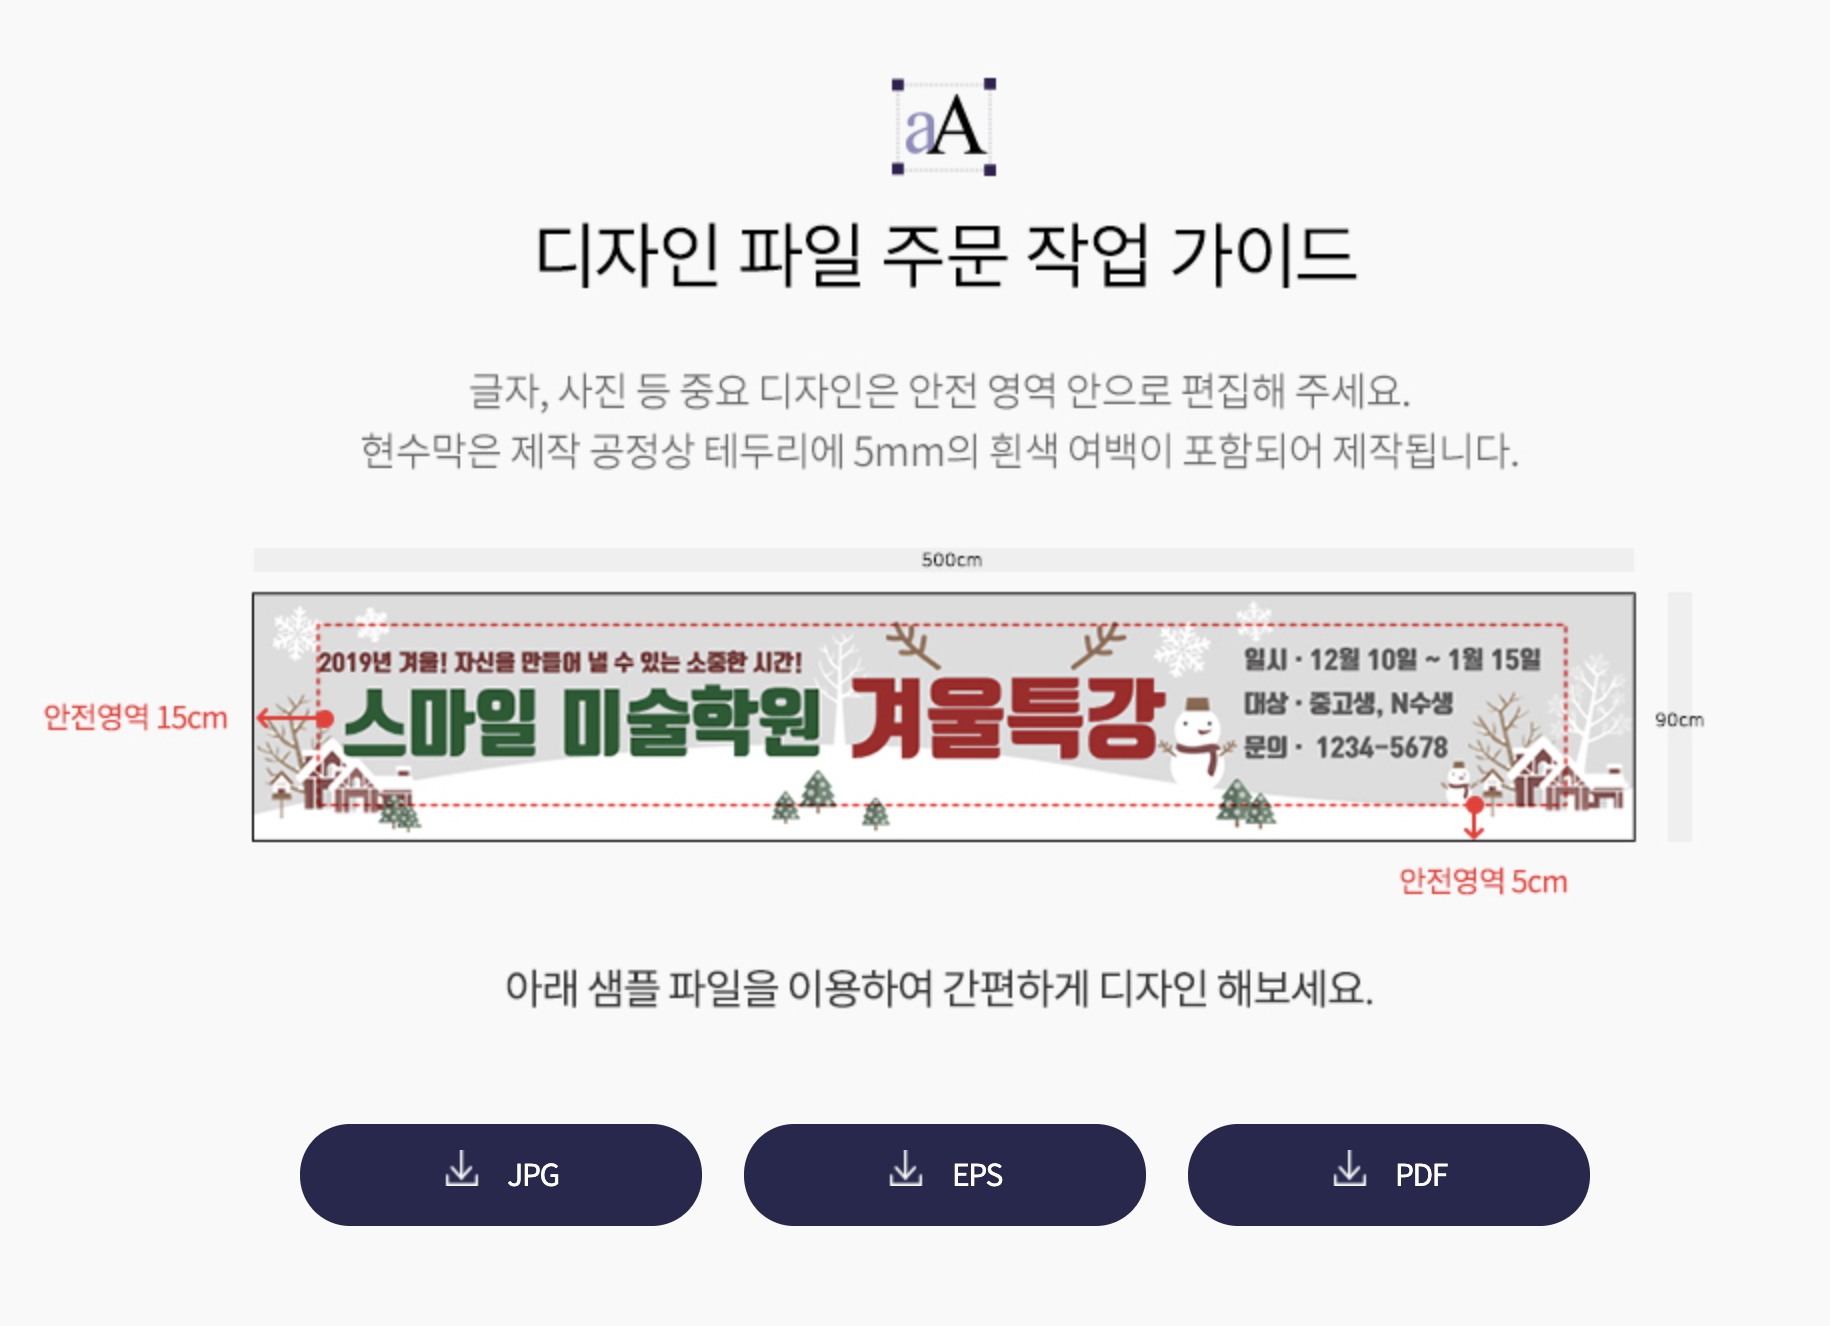 aA
디자인 파일 주문 작업 가이드
글자, 사진 등 중요 디자인은 안전 영역 안으로 편집해 주세요.
현수막은 제작 공정상 테두리에 5mm의 흰색 여백이 포함되어 제작됩니다.
500cm
2019년 겨울! 자신을 만들어 낼 수 있는 소중한 시간!
스마일 미술학원 겨울특강
일시 · 12월 10일 ~ 1월 15일
대상 · 중고생, N수생
문의 · 1234-5678
안전영역 15cm
90cm
안전영역 5cm
아래 샘플 파일을 이용하여 간편하게 디자인 해보세요.
JPG
EPS
PDF